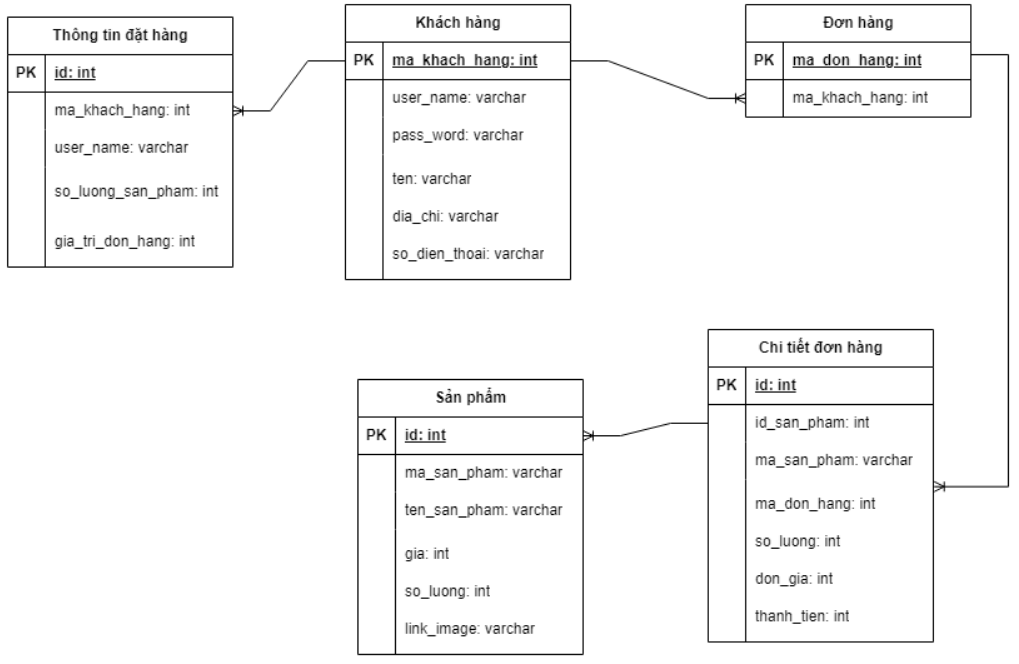 Thông tin đặt hàng
PK id: int
ma_khach_hang: int
user_name: varchar
so_luong_san_pham: int
gia_tri_don_hang: int
Khách hàng
PK ma_khach_hang: int
user_name: varchar
pass_word: varchar
ten: varchar
dia_chi: varchar
so_dien_thoai: varchar
Đơn hàng
PK ma_don_hang: int
ma_khach_hang: int
Sản phẩm
PK id: int
ma_san_pham: varchar
ten_san_pham: varchar
gia: int
so_luong: int
link_image: varchar
Chi tiết đơn hàng
PK id: int
id_san_pham: int
ma_san_pham: varchar
ma_don_hang: int
so_luong: int
don_gia: int
thanh_tien: int